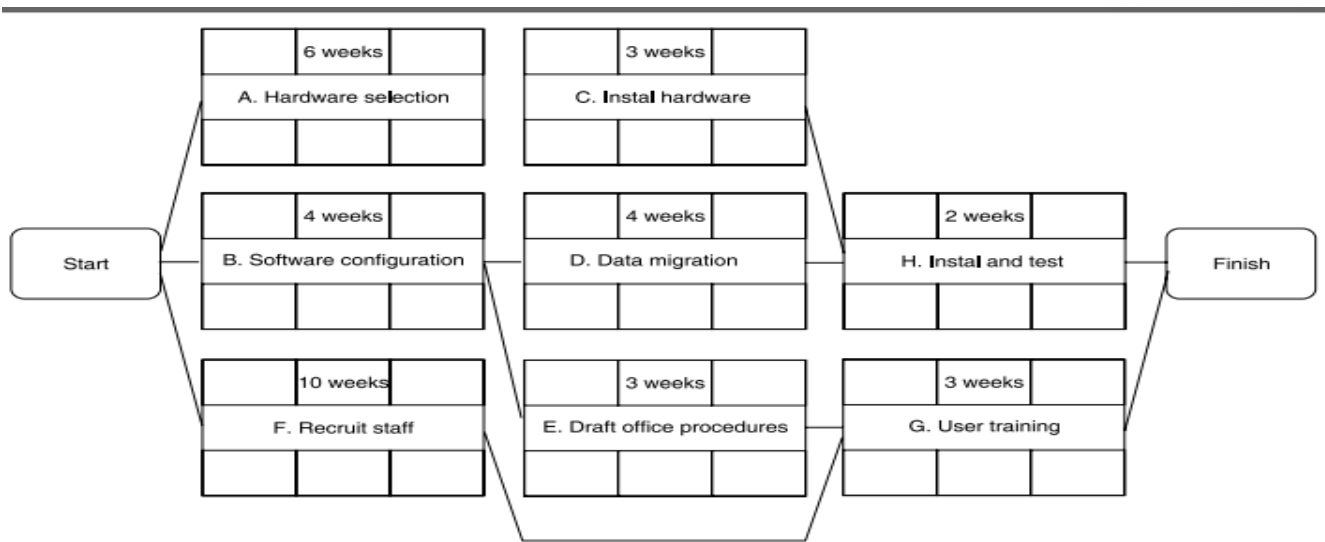 6 weeks
3 weeks
A. Hardware selection
C. Instal hardware
4 weeks
4 weeks
2 weeks
Start
B. Software configuration
D. Data migration
H. Instal and test
Finish
10 weeks
3 weeks
3 weeks
F. Recruit staff
E. Draft office procedures
G. User training